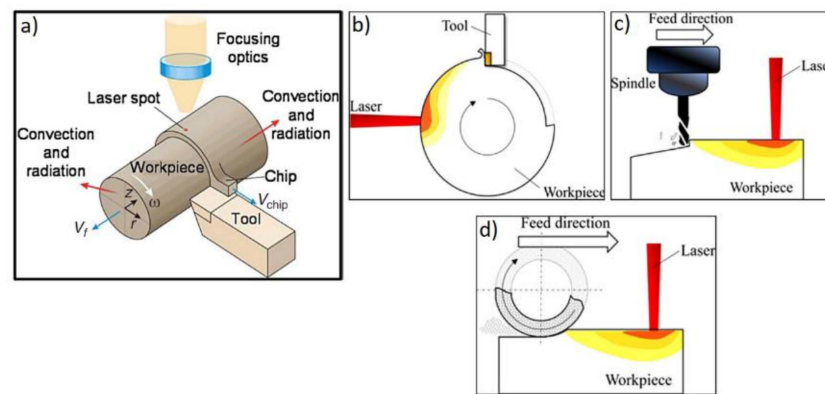 a)
Focusing
optics
Laser spot
Convection
and
radiation
Convection
and
radiation
Workpiece
Chip
ω
z
r
V_f
V_chip
Tool
b)
Tool
Laser
Workpiece
c)
Feed direction
Spindle
Las
Workpiece
d)
Feed direction
Laser
Workpiece